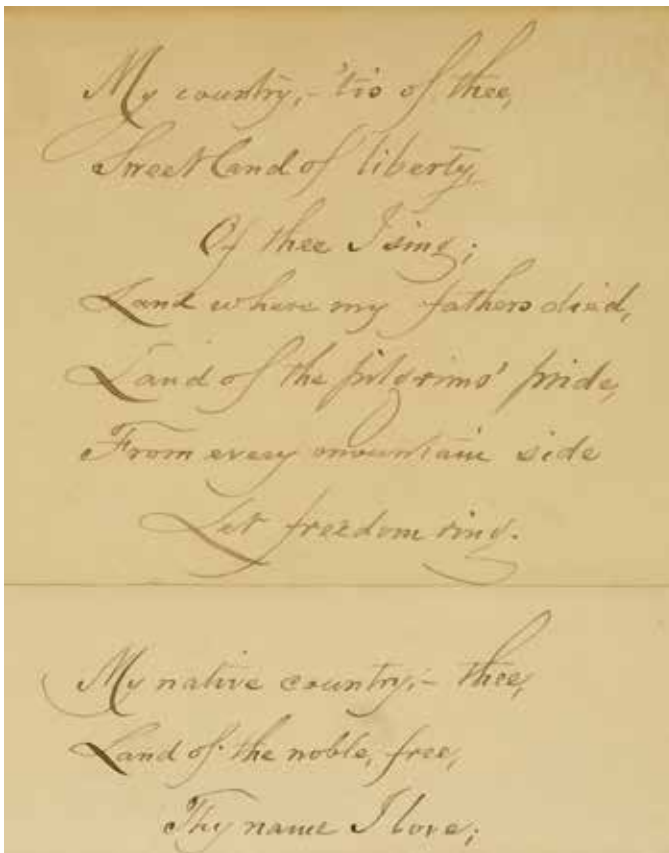 My country, - 'tis of thee,
Sweet land of liberty,
Of thee I sing;
Land where my fathers died,
Land of the pilgrims' pride,
From every mountain side
Let freedom ring.
My native country, - thee,
Land of the noble, free,
Thy name I love;